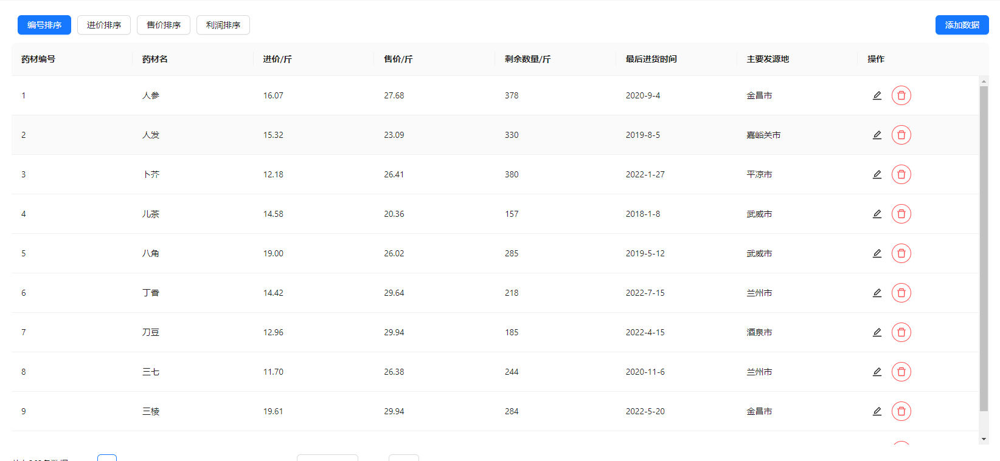 编号排序 进价排序 售价排序 利润排序 添加数据
药材编号 药材名 进价/斤 售价/斤 剩余数量/斤 最后进货时间 主要发源地 操作
1 人参 16.07 27.68 378 2020-9-4 金昌市
2 人发 15.32 23.09 330 2019-8-5 嘉峪关市
3 卜芥 12.18 26.41 380 2022-1-27 平凉市
4 儿茶 14.58 20.36 157 2018-1-8 武威市
5 八角 19.00 26.02 285 2019-5-12 武威市
6 丁香 14.42 29.64 218 2022-7-15 兰州市
7 刀豆 12.96 29.94 185 2022-4-15 酒泉市
8 三七 11.70 26.38 244 2020-11-6 兰州市
9 三棱 19.61 29.94 284 2022-5-20 金昌市